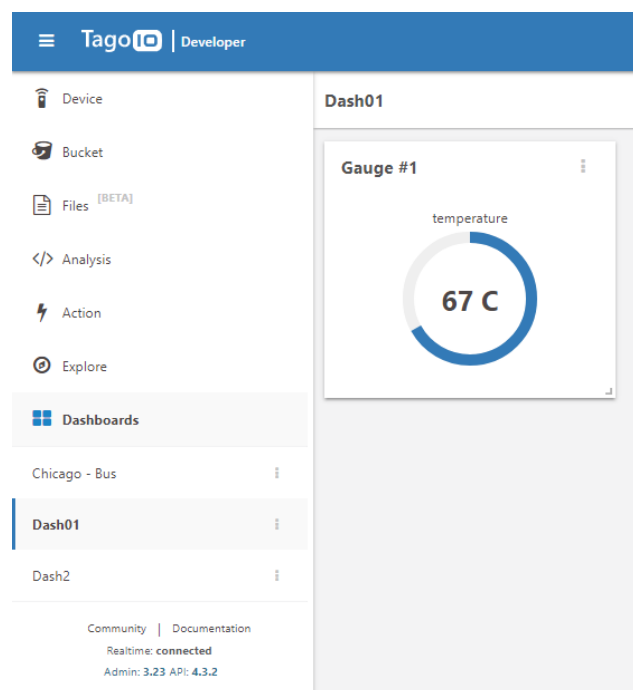 TagoIO | Developer
Device
Bucket
Files [BETA]
</> Analysis
Action
Explore
Dashboards
Chicago - Bus
Dash01
Dash2
Community | Documentation
Realtime: connected
Admin: 3.23 API: 4.3.2
Dash01
Gauge #1
temperature
67 C